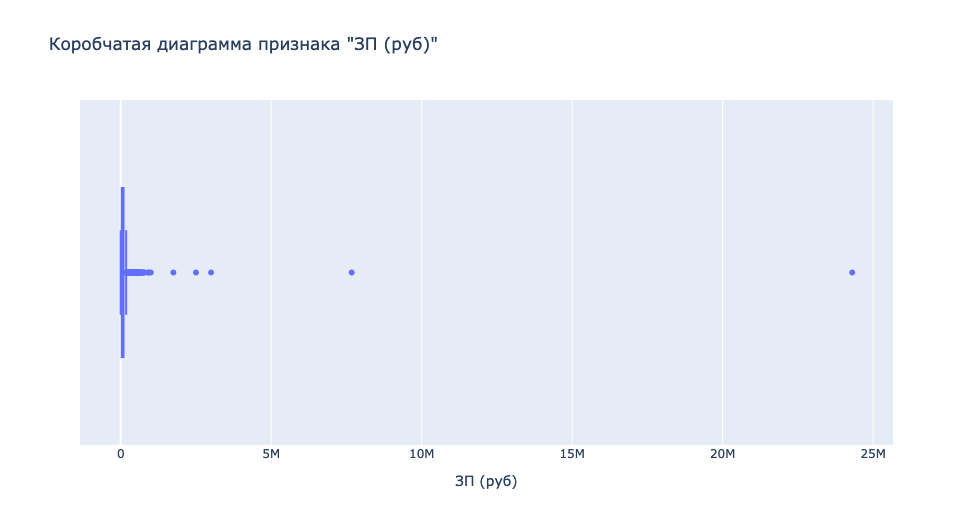 Коробчатая диаграмма признака "ЗП (руб)"
0 5M 10M 15M 20M 25M
ЗП (руб)